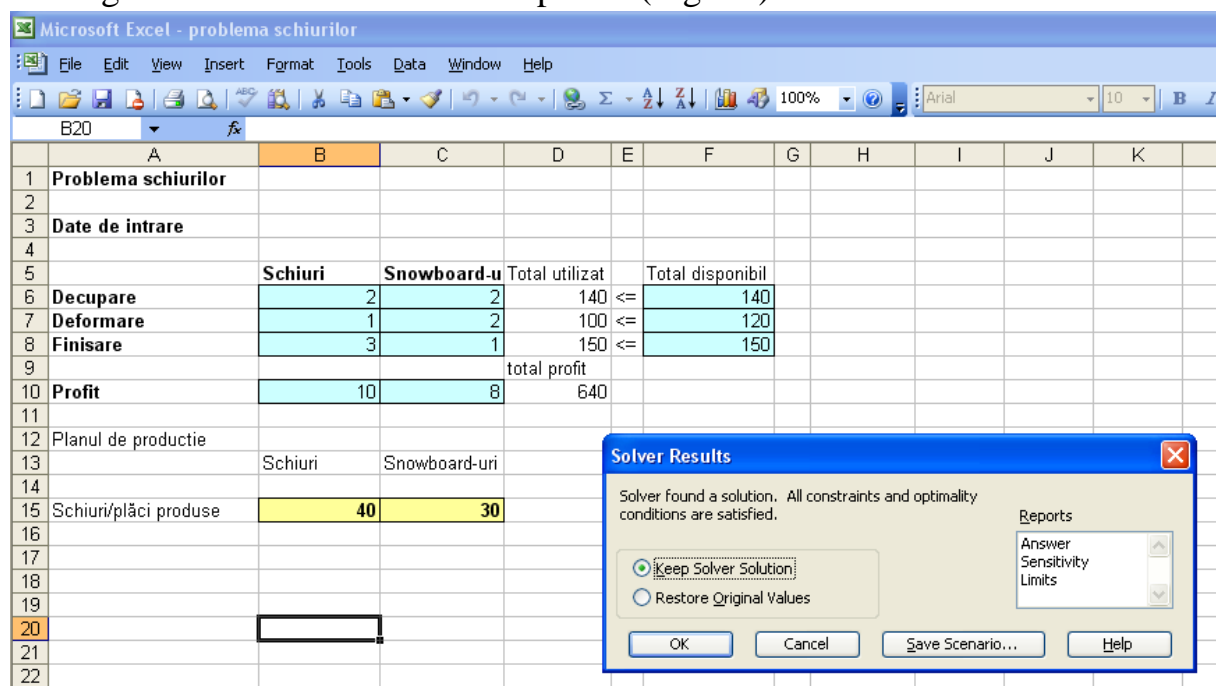 Microsoft Excel - problema schiurilor
File Edit View Insert Format Tools Data Window Help
ABC Σ A Z Z A 100% Arial 10 B I
B20 fx
A B C D E F G H I J K
1 Problema schiurilor
2
3 Date de intrare
4
5 Schiuri Snowboard-u Total utilizat Total disponibil
6 Decupare 2 2 140 <= 140
7 Deformare 1 2 100 <= 120
8 Finisare 3 1 150 <= 150
9 total profit
10 Profit 10 8 640
11
12 Planul de productie
13 Schiuri Snowboard-uri
14
15 Schiuri/plăci produse 40 30
16
17
18
19
20
21
22
Solver Results
Solver found a solution. All constraints and optimality
conditions are satisfied.
Reports
Answer
Sensitivity
Limits
Keep Solver Solution
Restore Original Values
OK Cancel Save Scenario... Help